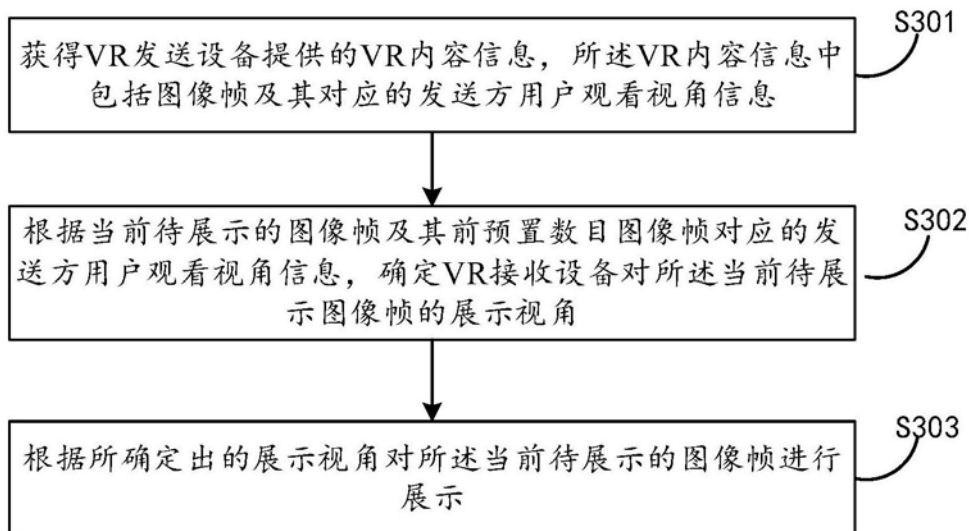 S301
获得VR发送设备提供的VR内容信息，所述VR内容信息中
包括图像帧及其对应的发送方用户观看视角信息
S302
根据当前待展示的图像帧及其前预置数目图像帧对应的发
送方用户观看视角信息，确定VR接收设备对所述当前待展
示图像帧的展示视角
S303
根据所确定出的展示视角对所述当前待展示的图像帧进行
展示